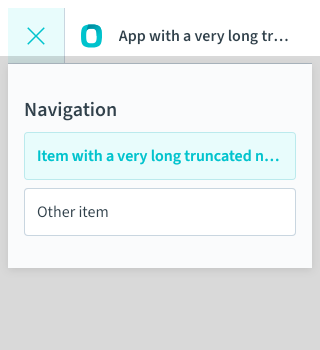 App with a very long tr...
Navigation
Item with a very long truncated n...
Other item